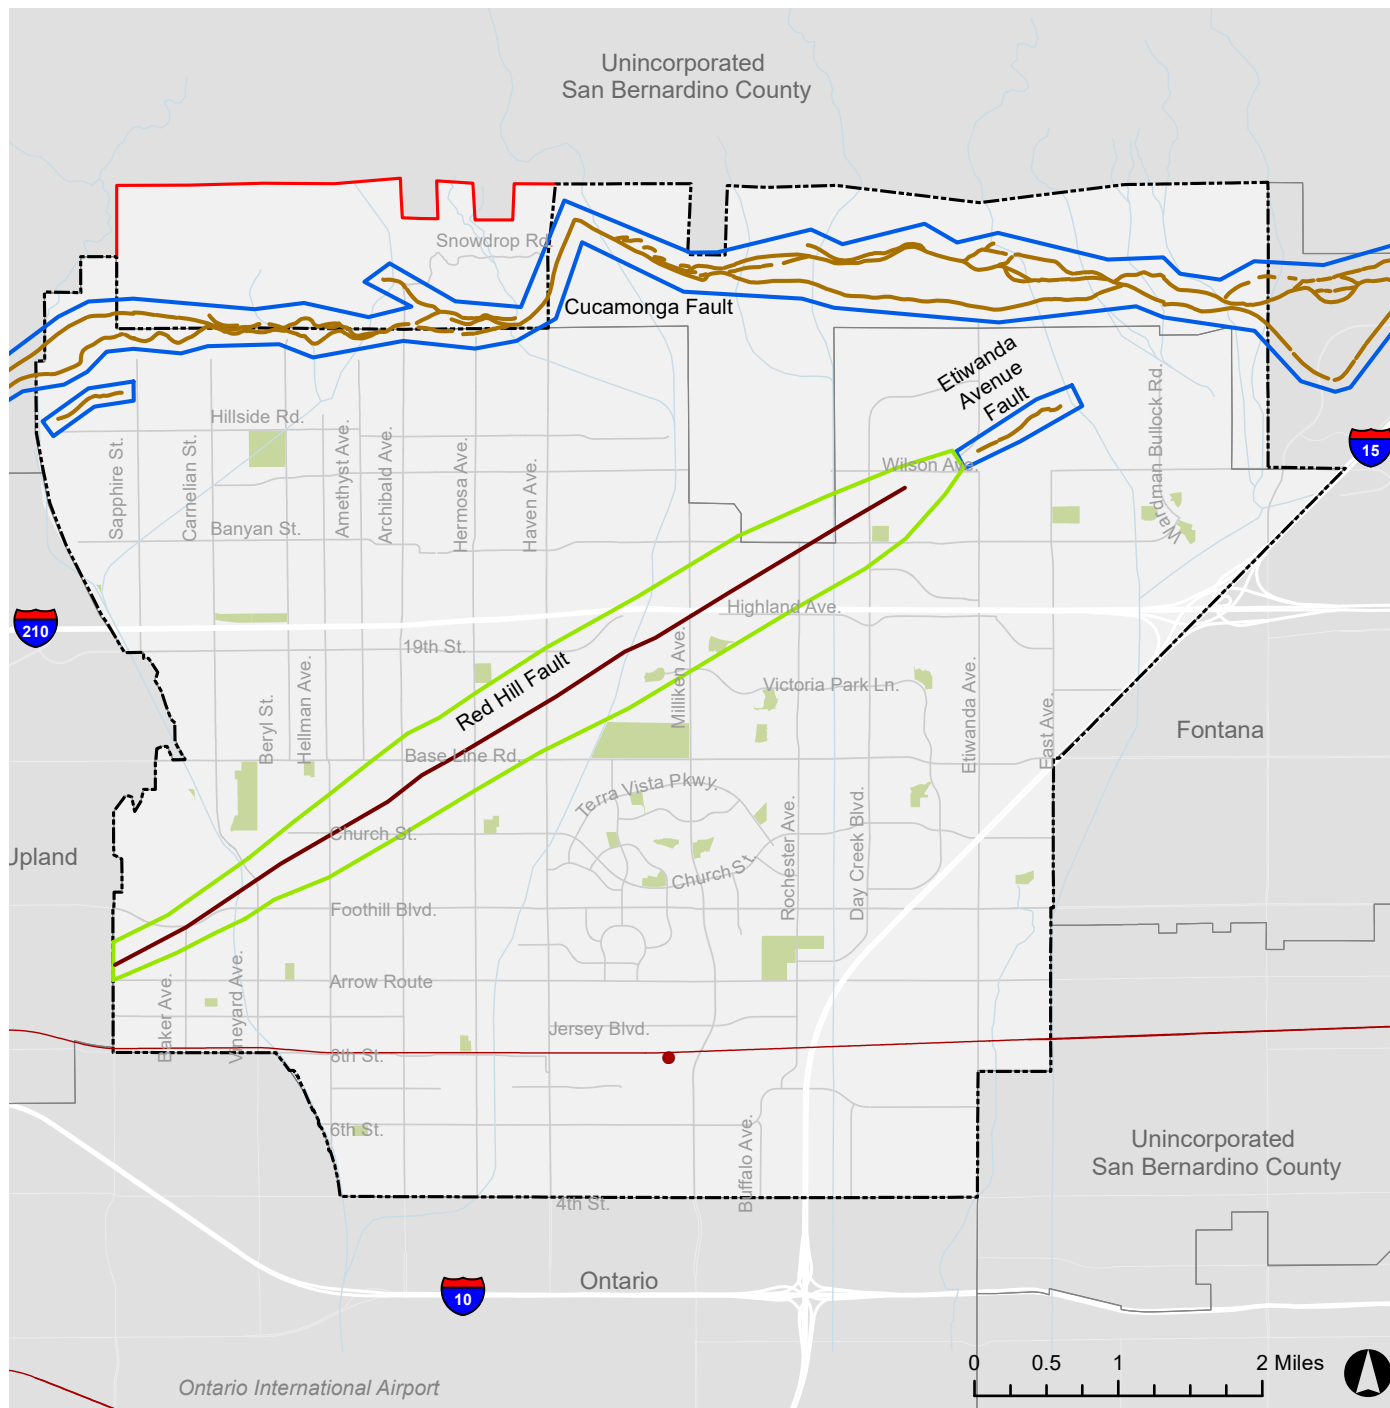 Unincorporated
San Bernardino County
Snowdrop Rd.
Cucamonga Fault
Etiwanda
Avenue
Fault
Hillside Rd.
Sapphire St.
Carnelian St.
Amethyst Ave.
Archibald Ave.
Hermosa Ave.
Haven Ave.
Wilson Ave.
Wardman Bullock Rd.
15
Banyan St.
210
Highland Ave.
19th St.
Red Hill Fault
Milliken Ave.
Victoria Park Ln.
Beryl St.
Hellman Ave.
Etiwanda Ave.
East Ave.
Fontana
Base Line Rd.
Terra Vista Pkwy.
Church St.
Upland
Church St.
Rochester Ave.
Day Creek Blvd.
Foothill Blvd.
Arrow Route
Baker Ave.
Vineyard Ave.
Jersey Blvd.
8th St.
6th St.
Buffalo Ave.
Unincorporated
San Bernardino County
4th St.
Ontario
10
0 0.5 1 2 Miles
Ontario International Airport